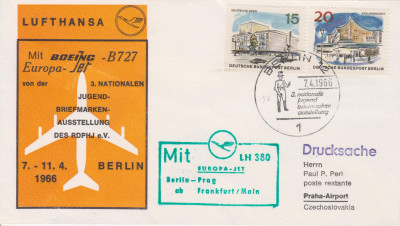 LUFTHANSA
Mit BOEING-B727
Europa-Jet
von der
3. NATIONALEN
JUGEND-
BRIEFMARKEN-
AUSSTELLUNG
DES RDPHJ e.V.
7. - 11. 4.
1966
BERLIN
15
DEUTSCHE BUNDESPOST BERLIN
20
DEUTSCHE BUNDESPOST BERLIN
BERLIN
7.4.1966
3. nationale
Jugend
briefmarken
ausstellung
1
Mit
LH 380
EUROPA-JET
Berlin-Prag
ab Frankfurt/Main
Drucksache
Herrn
Paul P. Perl
poste restante
Praha-Airport
Czechoslovakia